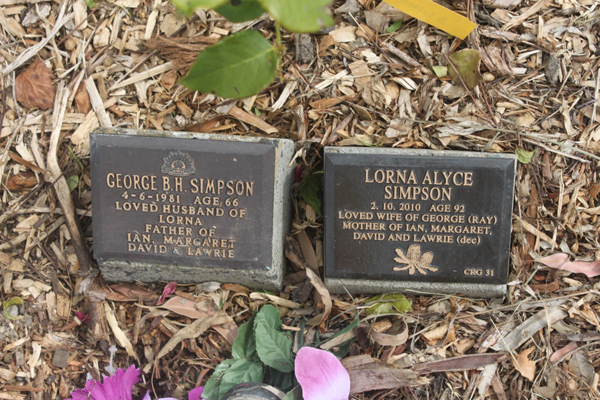 GEORGE B.H. SIMPSON
4-6-1981 AGE 66
LOVED HUSBAND OF
LORNA
FATHER OF
IAN, MARGARET
DAVID & LAWRIE
LORNA ALYCE
SIMPSON
2. 10. 2010 AGE 92
LOVED WIFE OF GEORGE (RAY)
MOTHER OF IAN, MARGARET,
DAVID AND LAWRIE (dec)
CRG 31